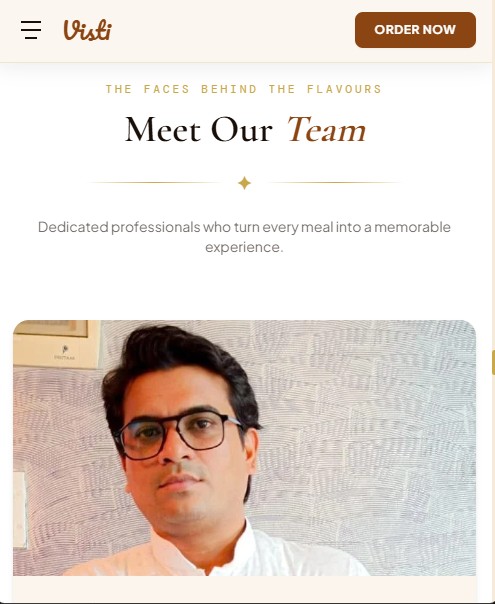 Visti
ORDER NOW
THE FACES BEHIND THE FLAVOURS
Meet Our Team
Dedicated professionals who turn every meal into a memorable
experience.